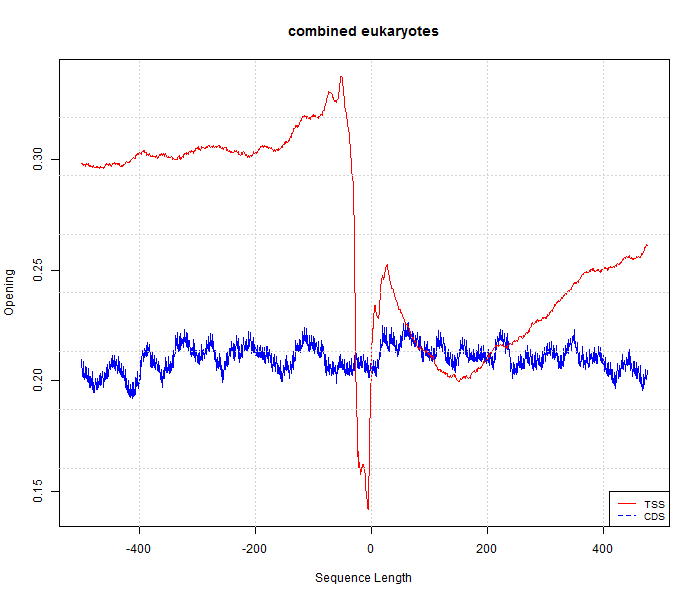 combined eukaryotes
Opening
0.30
0.25
0.20
0.15
-400 -200 0 200 400
Sequence Length
TSS
CDS